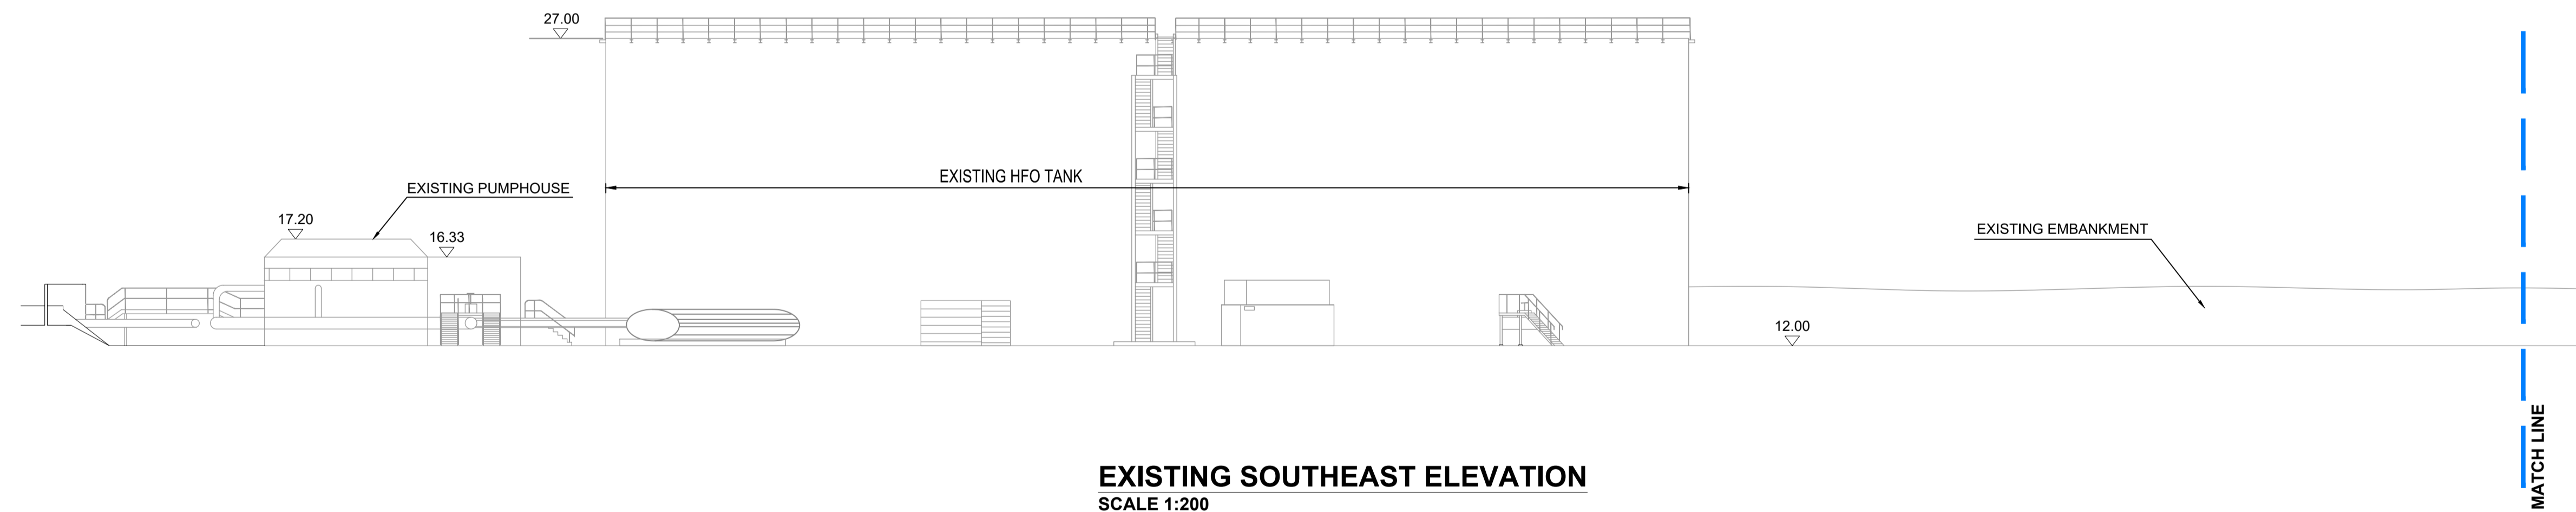 27.00
EXISTING HFO TANK
EXISTING PUMPHOUSE
17.20
16.33
EXISTING EMBANKMENT
12.00
MATCH LINE
EXISTING SOUTHEAST ELEVATION
SCALE 1:200